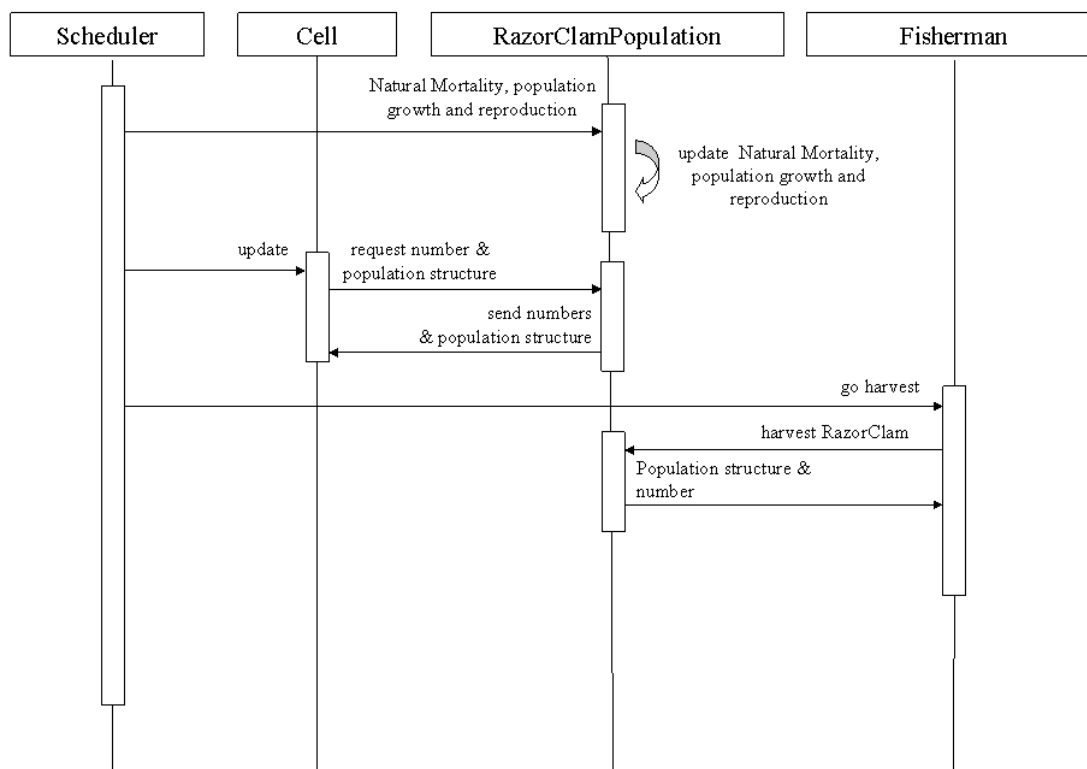 Scheduler
Cell
RazorClamPopulation
Fisherman
Natural Mortality, population
growth and reproduction
update Natural Mortality,
population growth and
reproduction
update
request number &
population structure
send numbers
& population structure
go harvest
harvest RazorClam
Population structure &
number